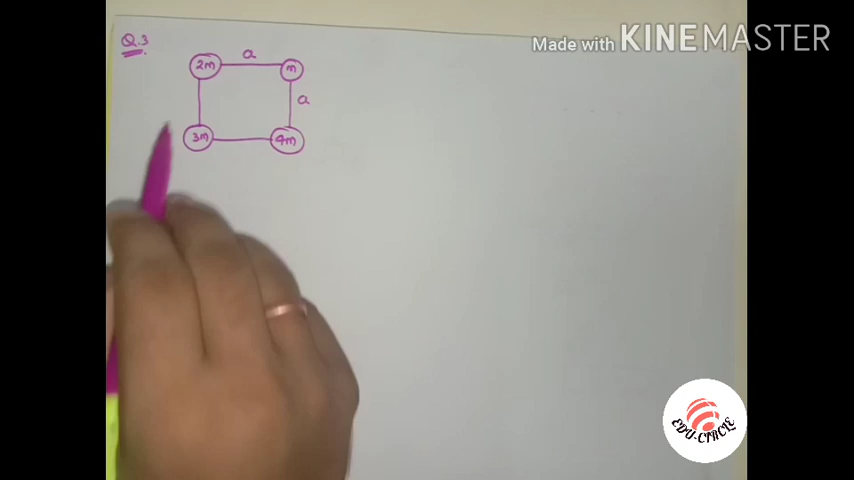 Made with KINEMASTER
Q.3
a
2m m
a
3m 4m
EDU-CIRCLE